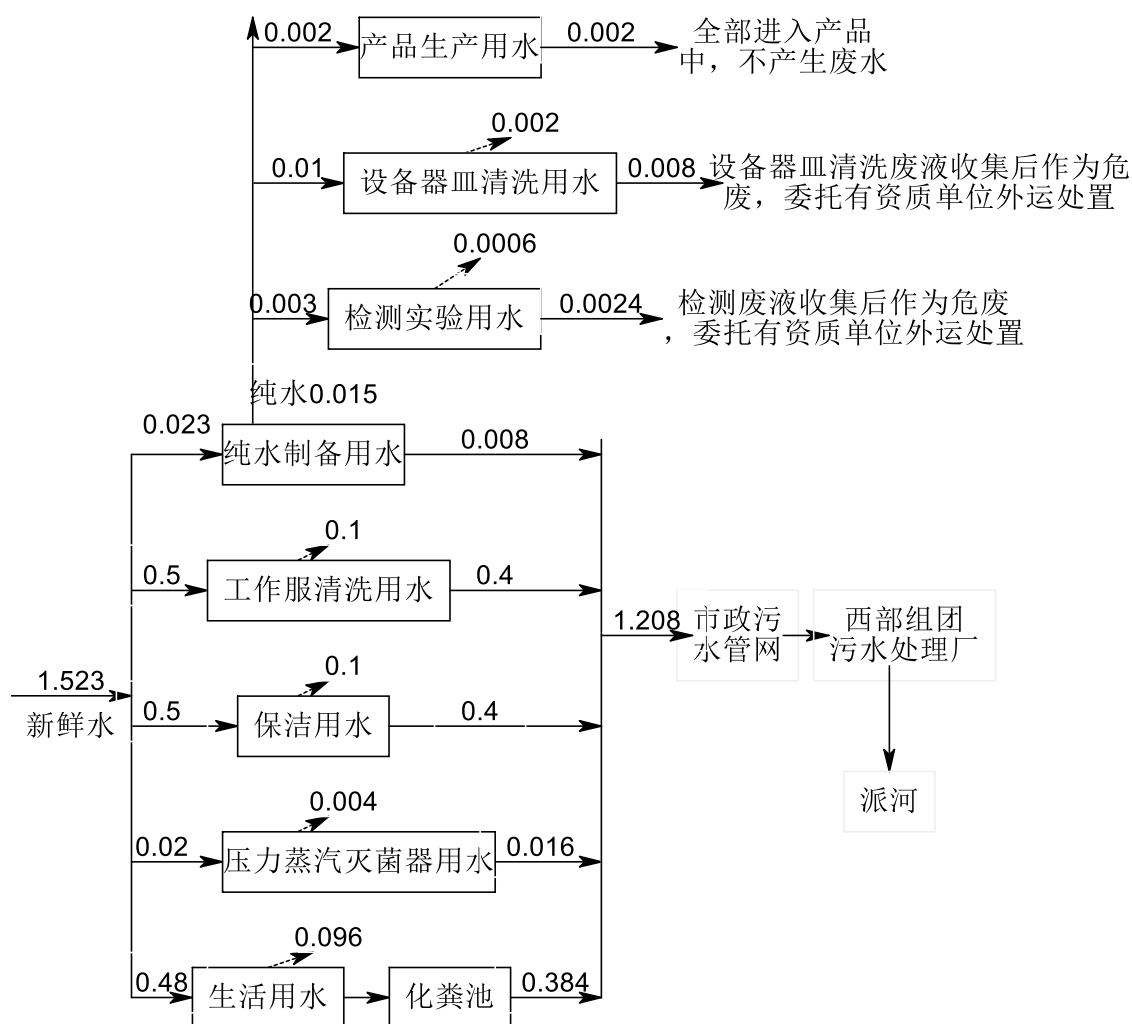 0.002
产品生产用水
0.002
全部进入产品
中，不产生废水
0.002
0.01
设备器皿清洗用水
0.008
设备器皿清洗废液收集后作为危
废，委托有资质单位外运处置
0.0006
0.003
检测实验用水
0.0024
检测废液收集后作为危废
，委托有资质单位外运处置
纯水0.015
0.023
纯水制备用水
0.008
0.1
0.5
工作服清洗用水
0.4
1.208
市政污
水管网
西部组团
污水处理厂
1.523
新鲜水
0.1
0.5
保洁用水
0.4
派河
0.004
0.02
压力蒸汽灭菌器用水
0.016
0.096
0.48
生活用水
化粪池
0.384